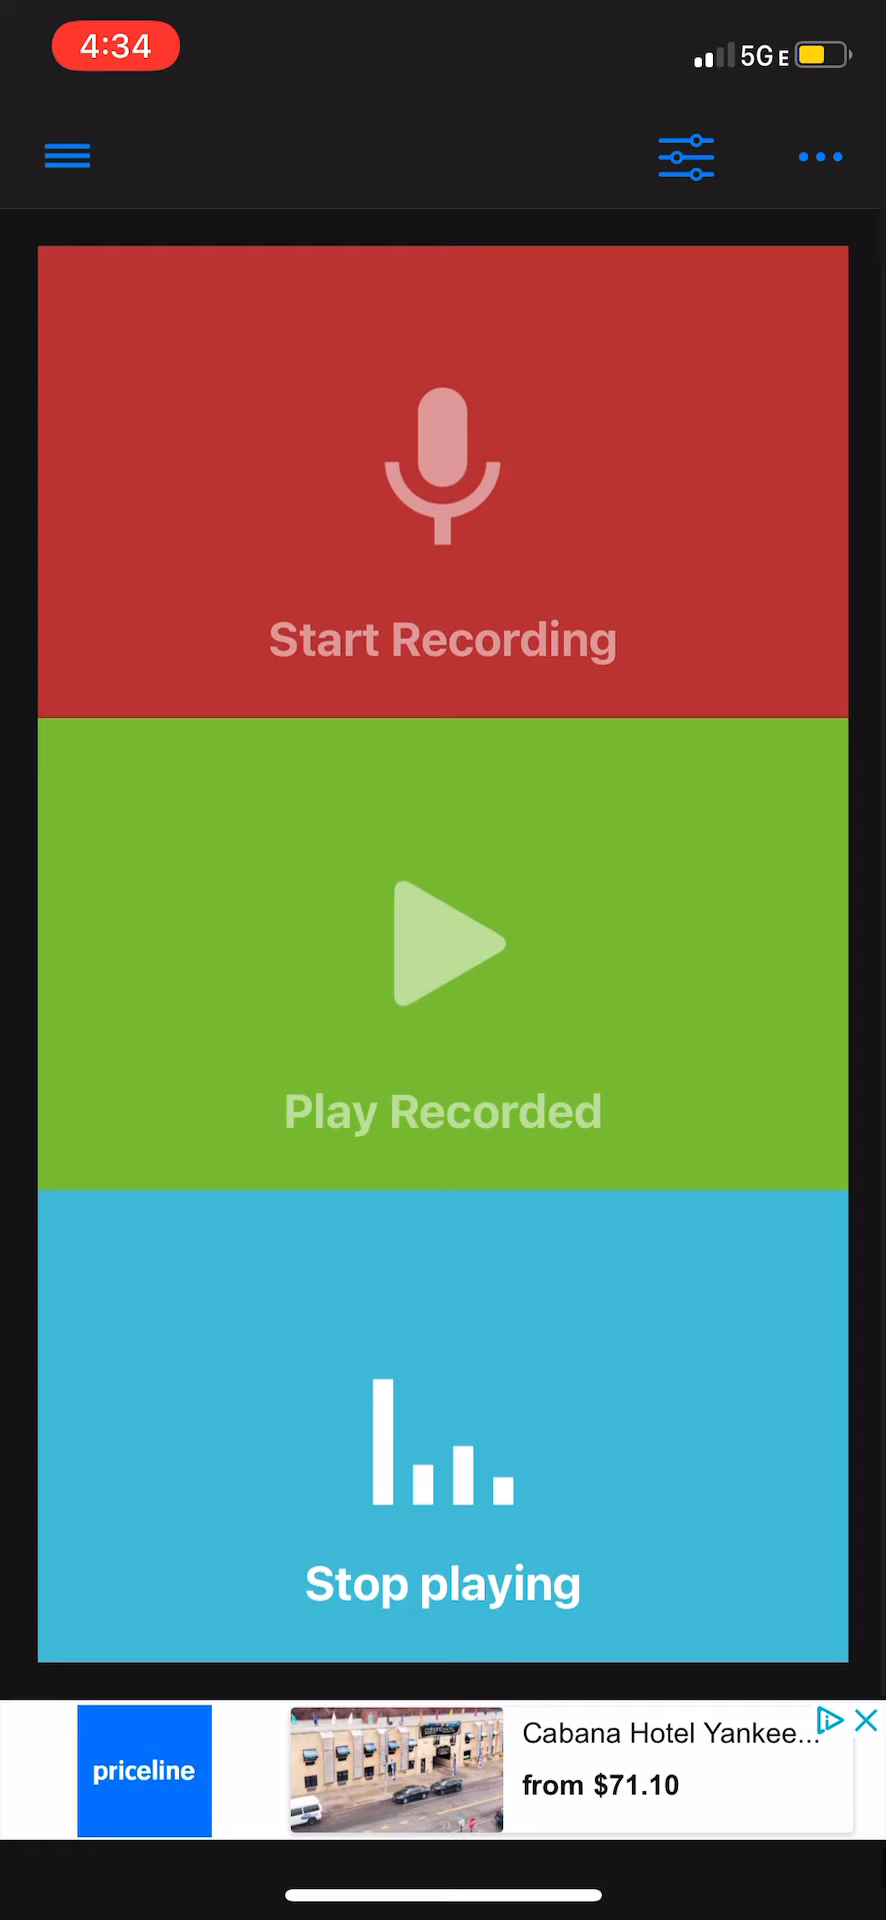 4:34
5G E
Start Recording
Play Recorded
Stop playing
priceline
Cabana Hotel Yankee...
from $71.10